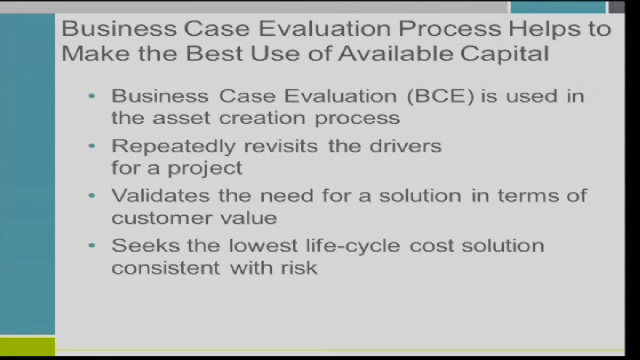 Business Case Evaluation Process Helps to
Make the Best Use of Available Capital
• Business Case Evaluation (BCE) is used in
the asset creation process
• Repeatedly revisits the drivers
for a project
• Validates the need for a solution in terms of
customer value
• Seeks the lowest life-cycle cost solution
consistent with risk